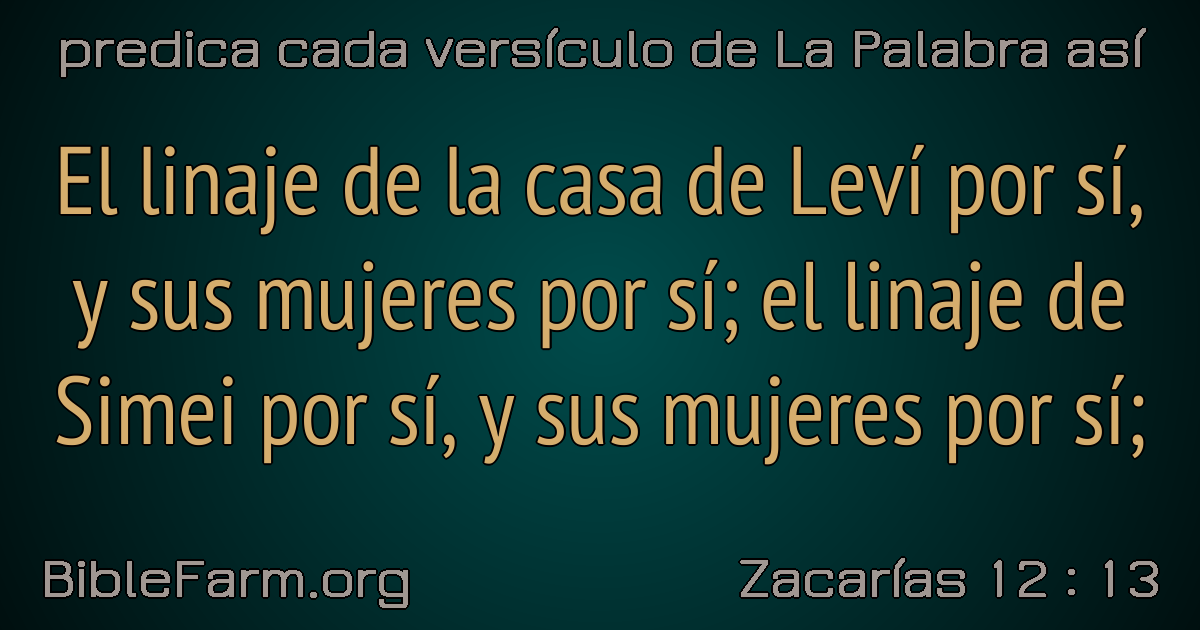 predica cada versículo de La Palabra así
El linaje de la casa de Leví por sí,
y sus mujeres por sí; el linaje de
Simei por sí, y sus mujeres por sí;
BibleFarm.org
Zacarías 12 : 13